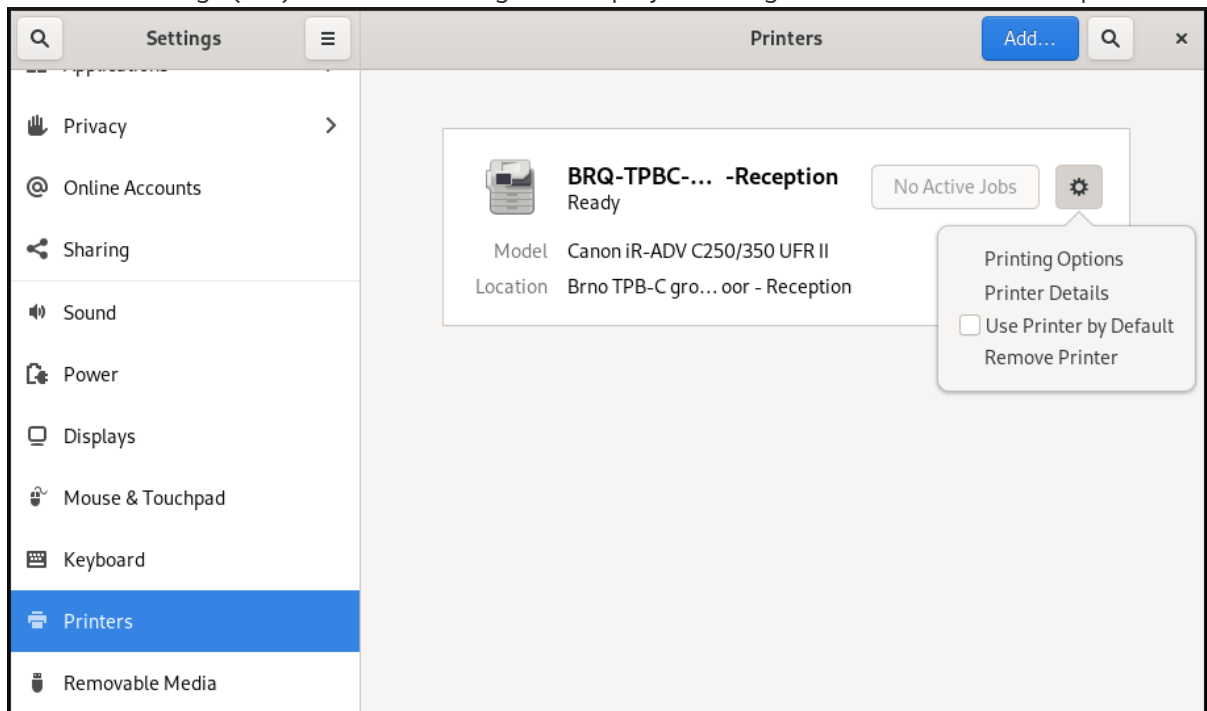 Settings
Printers
Add…
Privacy
Online Accounts
Sharing
Sound
Power
Displays
Mouse & Touchpad
Keyboard
Printers
Removable Media
BRQ-TPBC-… -Reception
Ready
No Active Jobs
Model Canon iR-ADV C250/350 UFR II
Location Brno TPB-C gro… oor - Reception
Printing Options
Printer Details
Use Printer by Default
Remove Printer